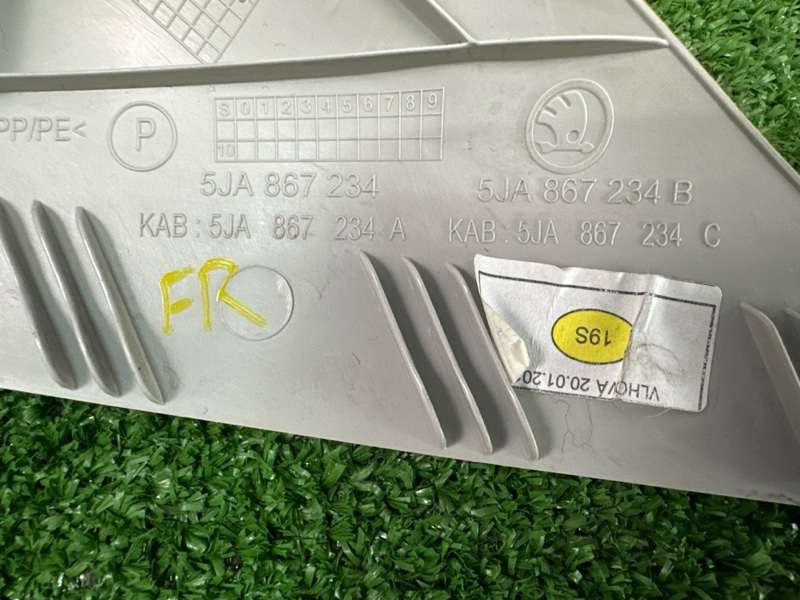 PP/PE<
P
S 0 1 2 3 4 5 6 7 8 9
10
5JA 867 234
5JA 867 234 B
KAB: 5JA 867 234 A
KAB: 5JA 867 234 C
FR
19S
VLHOVÁ 20.01.20